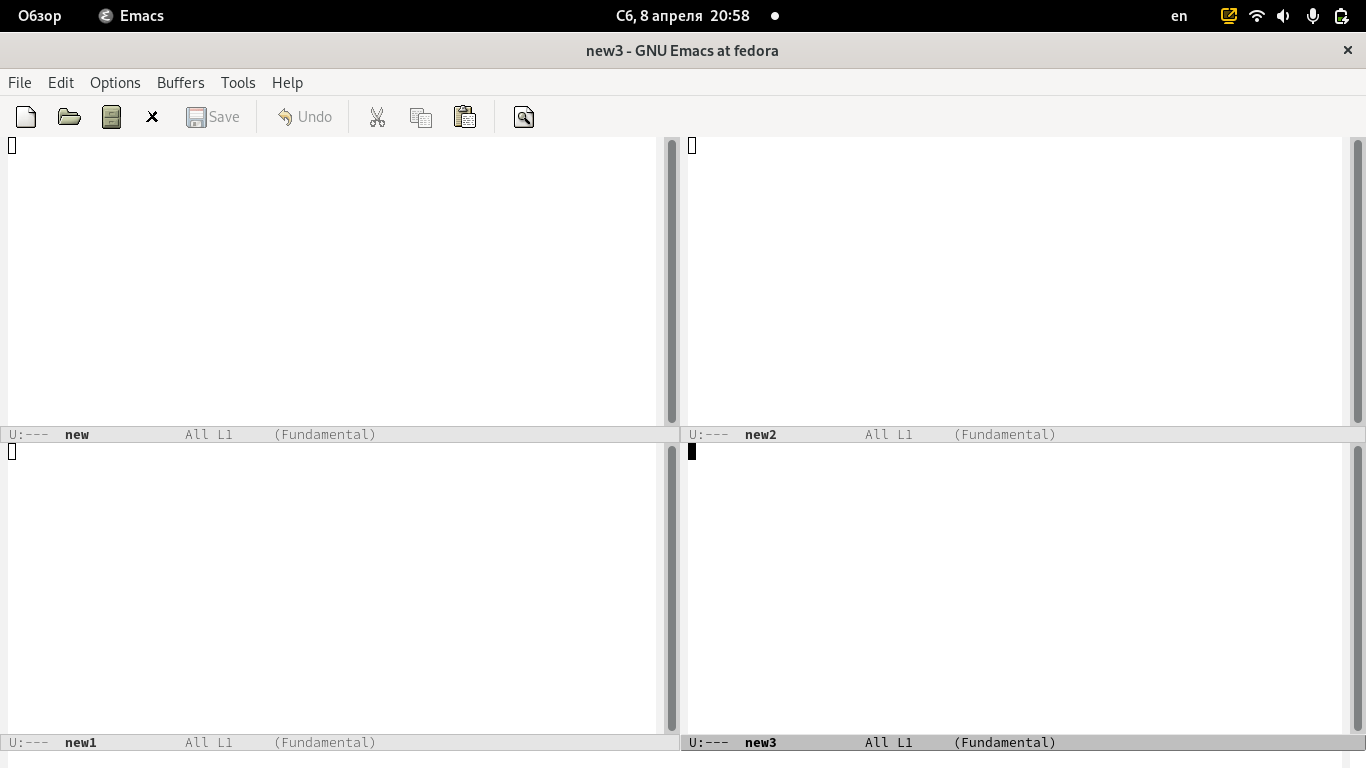 Обзор Emacs Сб, 8 апреля 20:58 en
new3 - GNU Emacs at fedora
File Edit Options Buffers Tools Help
Save Undo
U:--- new All L1 (Fundamental)
U:--- new2 All L1 (Fundamental)
U:--- new1 All L1 (Fundamental)
U:--- new3 All L1 (Fundamental)